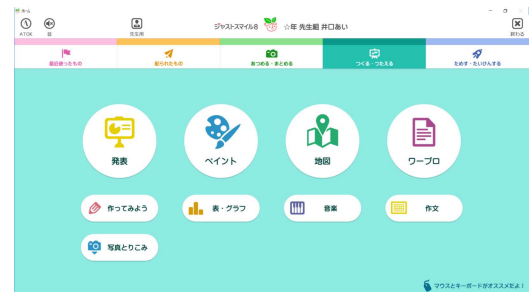 ホーム
ATOK
音
先生用
ジャストスマイル8
☆年 先生組 井口あい
終わる
最近使ったもの
配られたもの
あつめる・まとめる
つくる・つたえる
ためす・たいけんする
発表
ペイント
地図
ワープロ
作ってみよう
表・グラフ
音楽
作文
写真とりこみ
マウスとキーボードがオススメだよ!